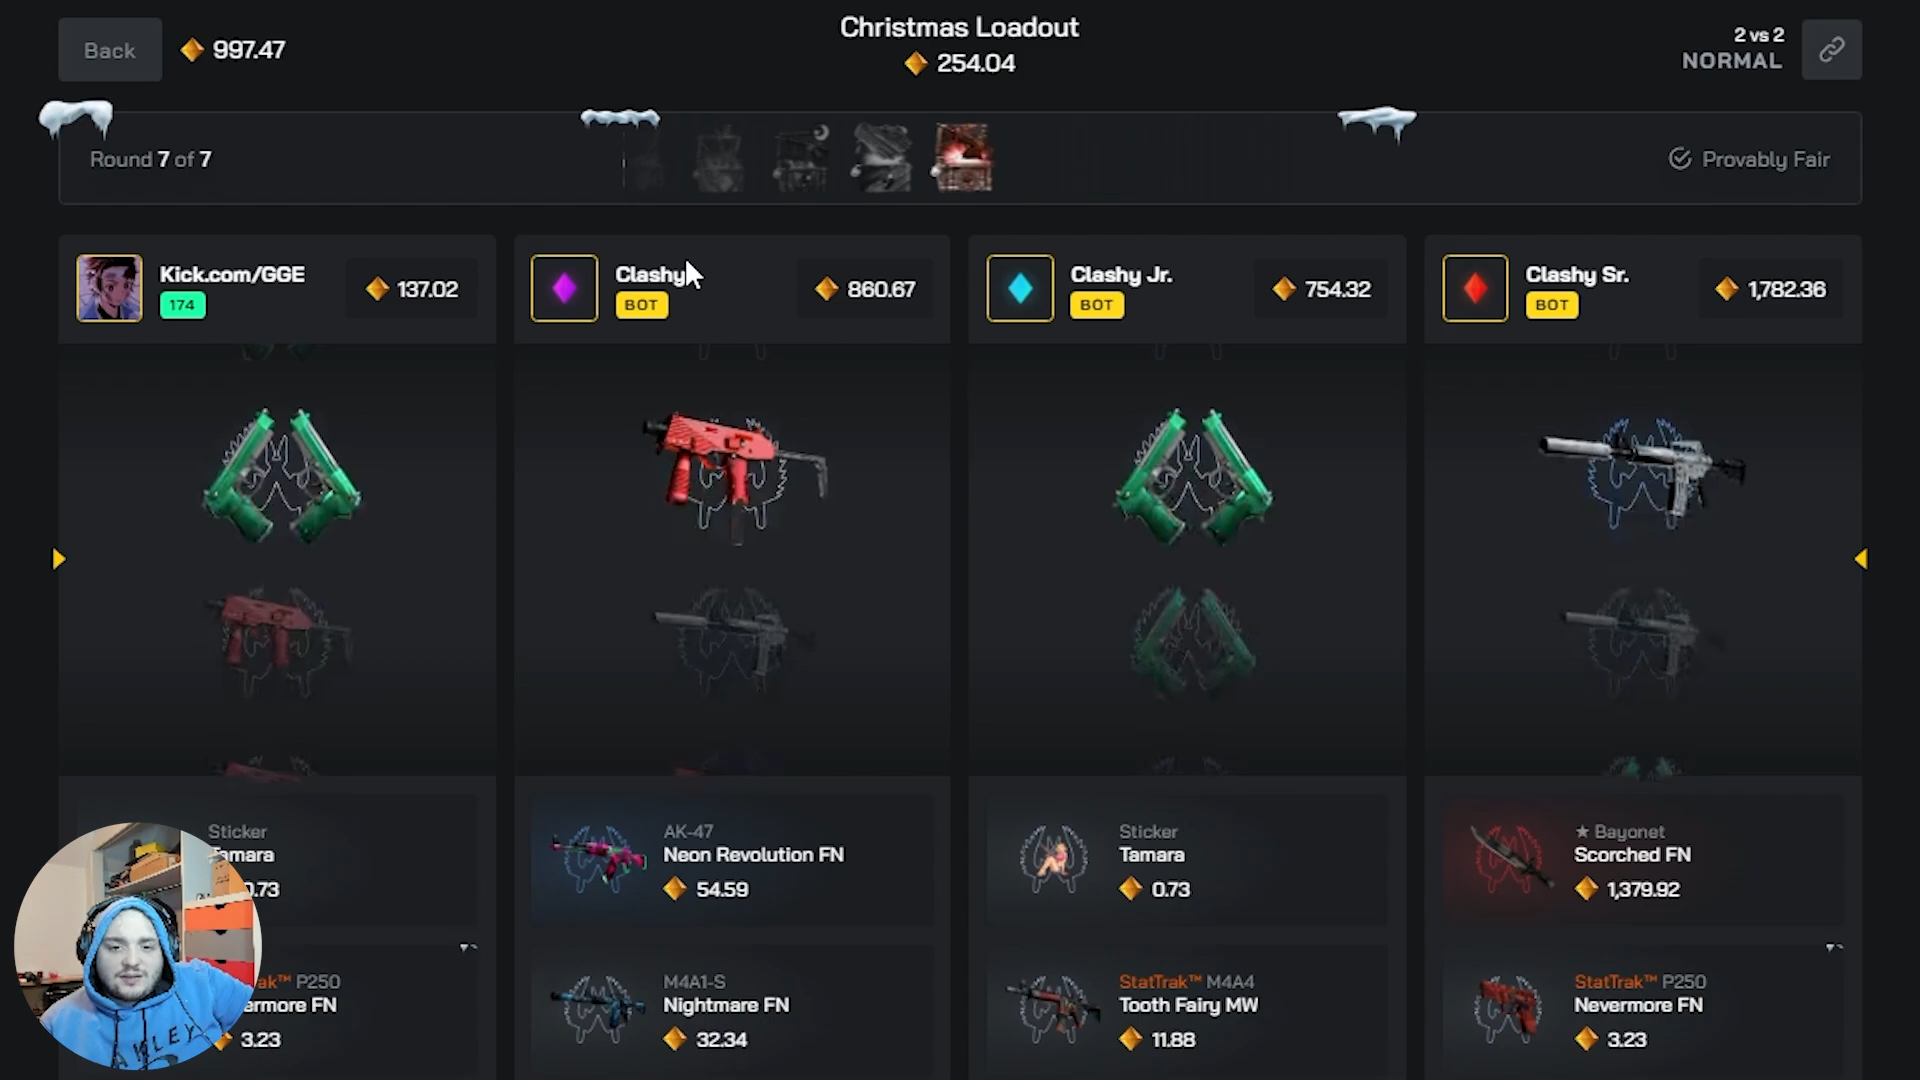 Back
997.47
Christmas Loadout
254.04
2 vs 2
NORMAL
Round 7 of 7
Provably Fair
Kick.com/GGE
174
137.02
Clashy
BOT
860.67
Clashy Jr.
BOT
754.32
Clashy Sr.
BOT
1,782.36
Sticker
Tamara
0.73
AK-47
Neon Revolution FN
54.59
Sticker
Tamara
0.73
★ Bayonet
Scorched FN
1,379.92
P250
FN
3.23
M4A1-S
Nightmare FN
32.34
StatTrak™ M4A4
Tooth Fairy MW
11.88
StatTrak™ P250
Nevermore FN
3.23